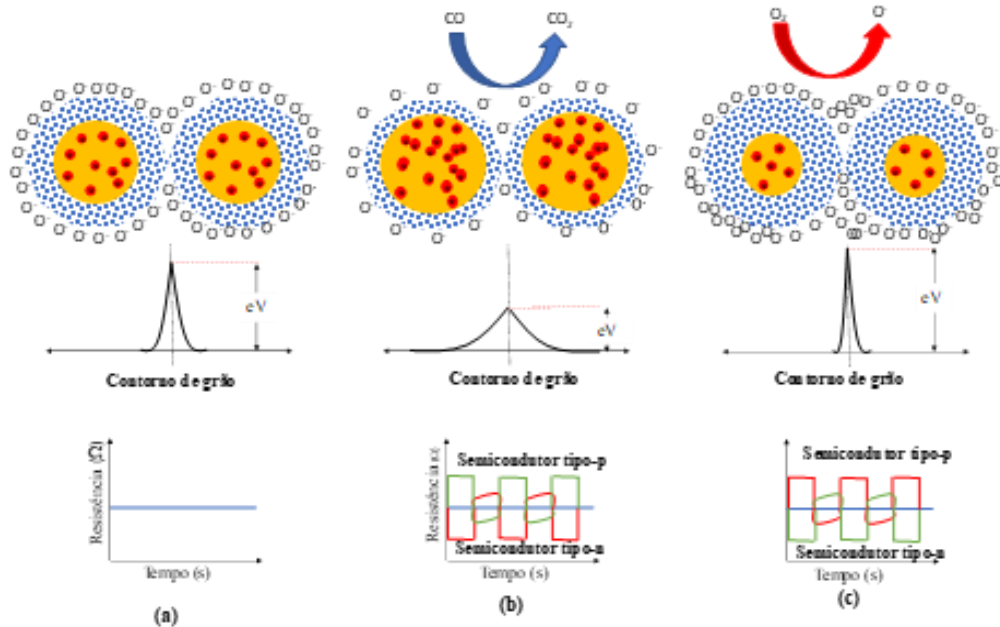 CO
CO₂
O₂
O⁻
eV
eV
eV
Contorno de grão
Contorno de grão
Contorno de grão
Resistência (Ω)
Tempo (s)
Resistência
Semicondutor tipo-p
Semicondutor tipo-n
Tempo (s)
Semicondutor tipo-p
Semicondutor tipo-n
Tempo (s)
(a)
(b)
(c)